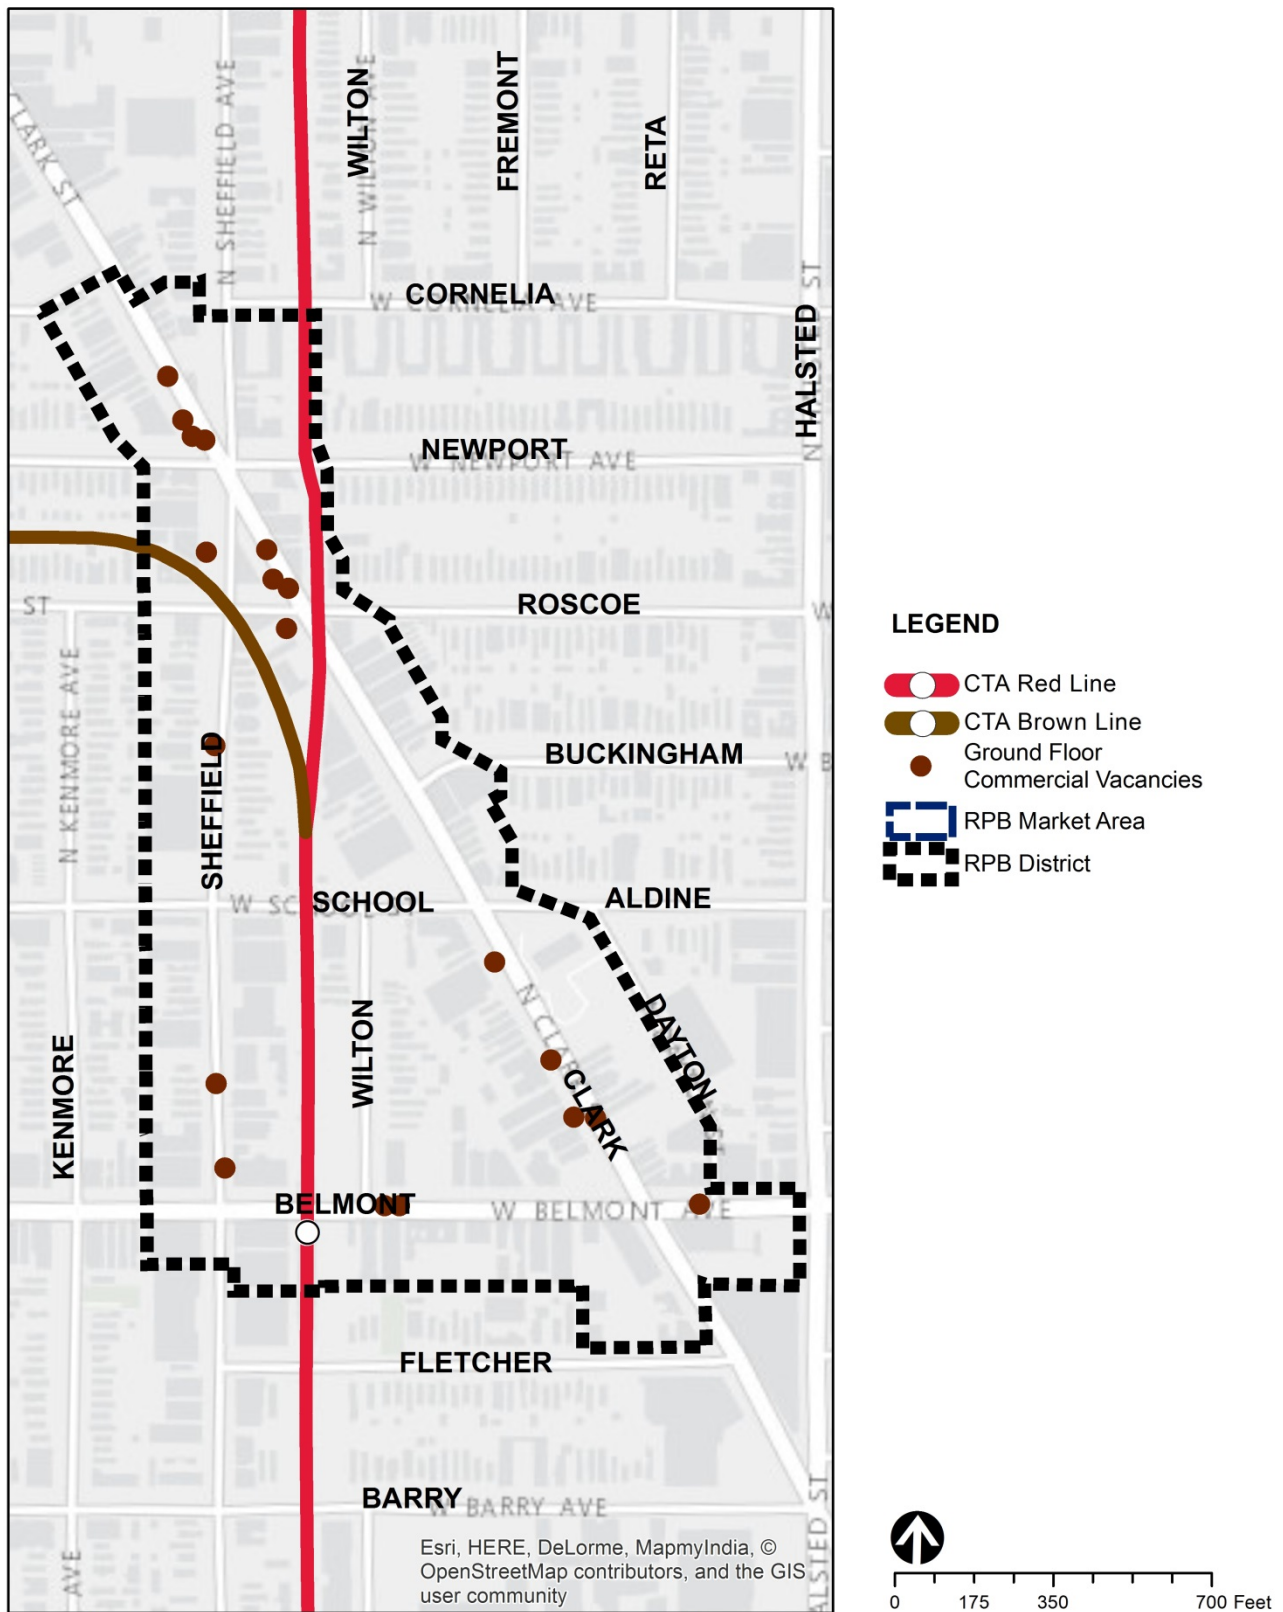 CLARK ST
N SHEFFIELD AVE
WILTON
N WILTON AVE
FREMONT
RETA
CORNELIA
W CORNELIA AVE
HALSTED
N HALSTED ST
NEWPORT
W NEWPORT AVE
ST
ROSCOE
W
N KENMORE AVE
SHEFFIELD
BUCKINGHAM
W B
SCHOOL
W SCHOOL ST
ALDINE
KENMORE
WILTON
N CLARK
CLARK
DAYTON
BELMONT
W BELMONT AVE
FLETCHER
BARRY
W BARRY AVE
AVE
ALSTED ST
Esri, HERE, DeLorme, MapmyIndia, ©
OpenStreetMap contributors, and the GIS
user community
LEGEND
CTA Red Line
CTA Brown Line
Ground Floor
Commercial Vacancies
RPB Market Area
RPB District
0 175 350 700 Feet